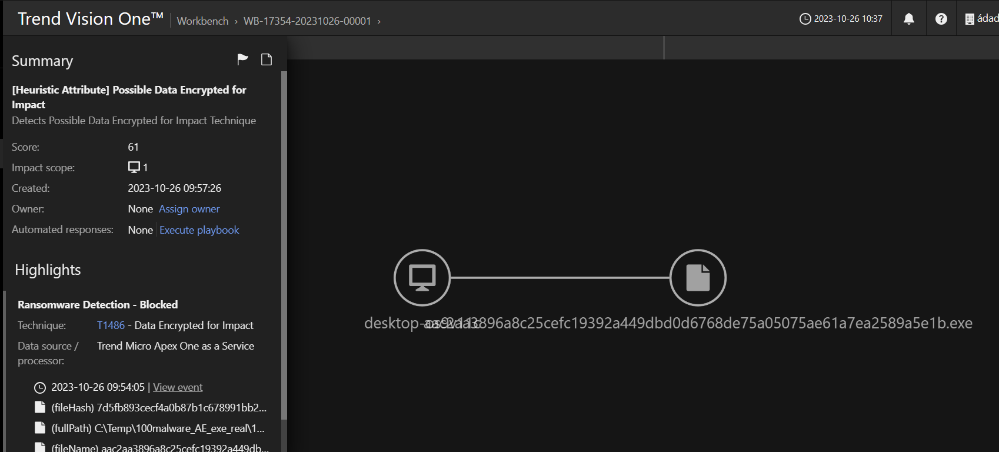 Trend Vision One™ Workbench › WB-17354-20231026-00001 › 2023-10-26 10:37 ádad
Summary
[Heuristic Attribute] Possible Data Encrypted for
Impact
Detects Possible Data Encrypted for Impact Technique
Score: 61
Impact scope: 1
Created: 2023-10-26 09:57:26
Owner: None Assign owner
Automated responses: None Execute playbook
Highlights
Ransomware Detection - Blocked
Technique: T1486 - Data Encrypted for Impact
Data source / Trend Micro Apex One as a Service
processor:
2023-10-26 09:54:05 | View event
(fileHash) 7d5fb893cecf4a0b87b1c678991bb2...
(fullPath) C:\Temp\100malware_AE_exe_real\1...
(fileName) aac2aa3896a8c25cefc19392a449db...